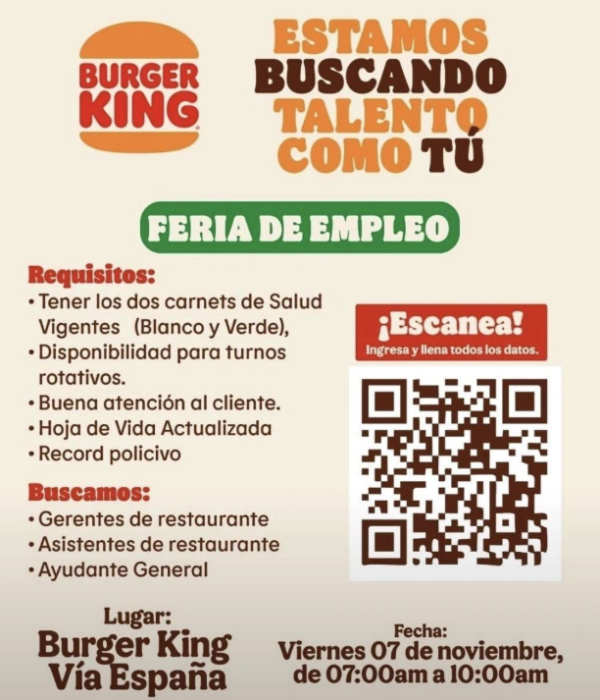 BURGER
KING
ESTAMOS
BUSCANDO
TALENTO
COMO TÚ
FERIA DE EMPLEO
Requisitos:
• Tener los dos carnets de Salud
Vigentes (Blanco y Verde),
• Disponibilidad para turnos
rotativos.
• Buena atención al cliente.
• Hoja de Vida Actualizada
• Record policivo
¡Escanea!
Ingresa y llena todos los datos.
Buscamos:
• Gerentes de restaurante
• Asistentes de restaurante
• Ayudante General
Lugar:
Burger King
Vía España
Fecha:
Viernes 07 de noviembre,
de 07:00am a 10:00am